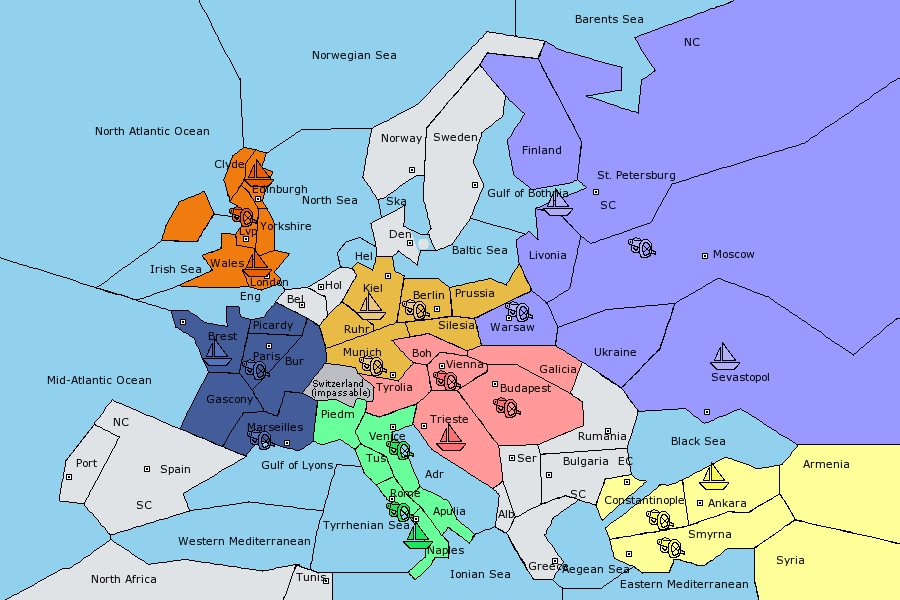 Barents Sea
NC
Norwegian Sea
North Atlantic Ocean
Norway
Sweden
Finland
Clyde
St. Petersburg
Edinburgh
Gulf of Bothnia
North Sea
Ska
SC
Yorkshire
Lvp
Den
Baltic Sea
Livonia
Moscow
Hel
Wales
Irish Sea
London
Kiel
Hol
Eng
Bel
Berlin
Prussia
Picardy
Ruhr
Silesia
Warsaw
Brest
Paris
Bur
Munich
Boh
Ukraine
Vienna
Galicia
Sevastopol
Mid-Atlantic Ocean
Switzerland
(impassable)
Tyrolia
Budapest
Gascony
Piedm
Trieste
NC
Marseilles
Venice
Rumania
Black Sea
Port
Spain
Gulf of Lyons
Tus
Ser
Bulgaria
EC
Armenia
Adr
SC
Rome
SC
Constantinople
Ankara
Apulia
Alb
Tyrrhenian Sea
Smyrna
Western Mediterranean
Naples
Syria
North Africa
Tunis
Ionian Sea
Greece
Aegean Sea
Eastern Mediterranean